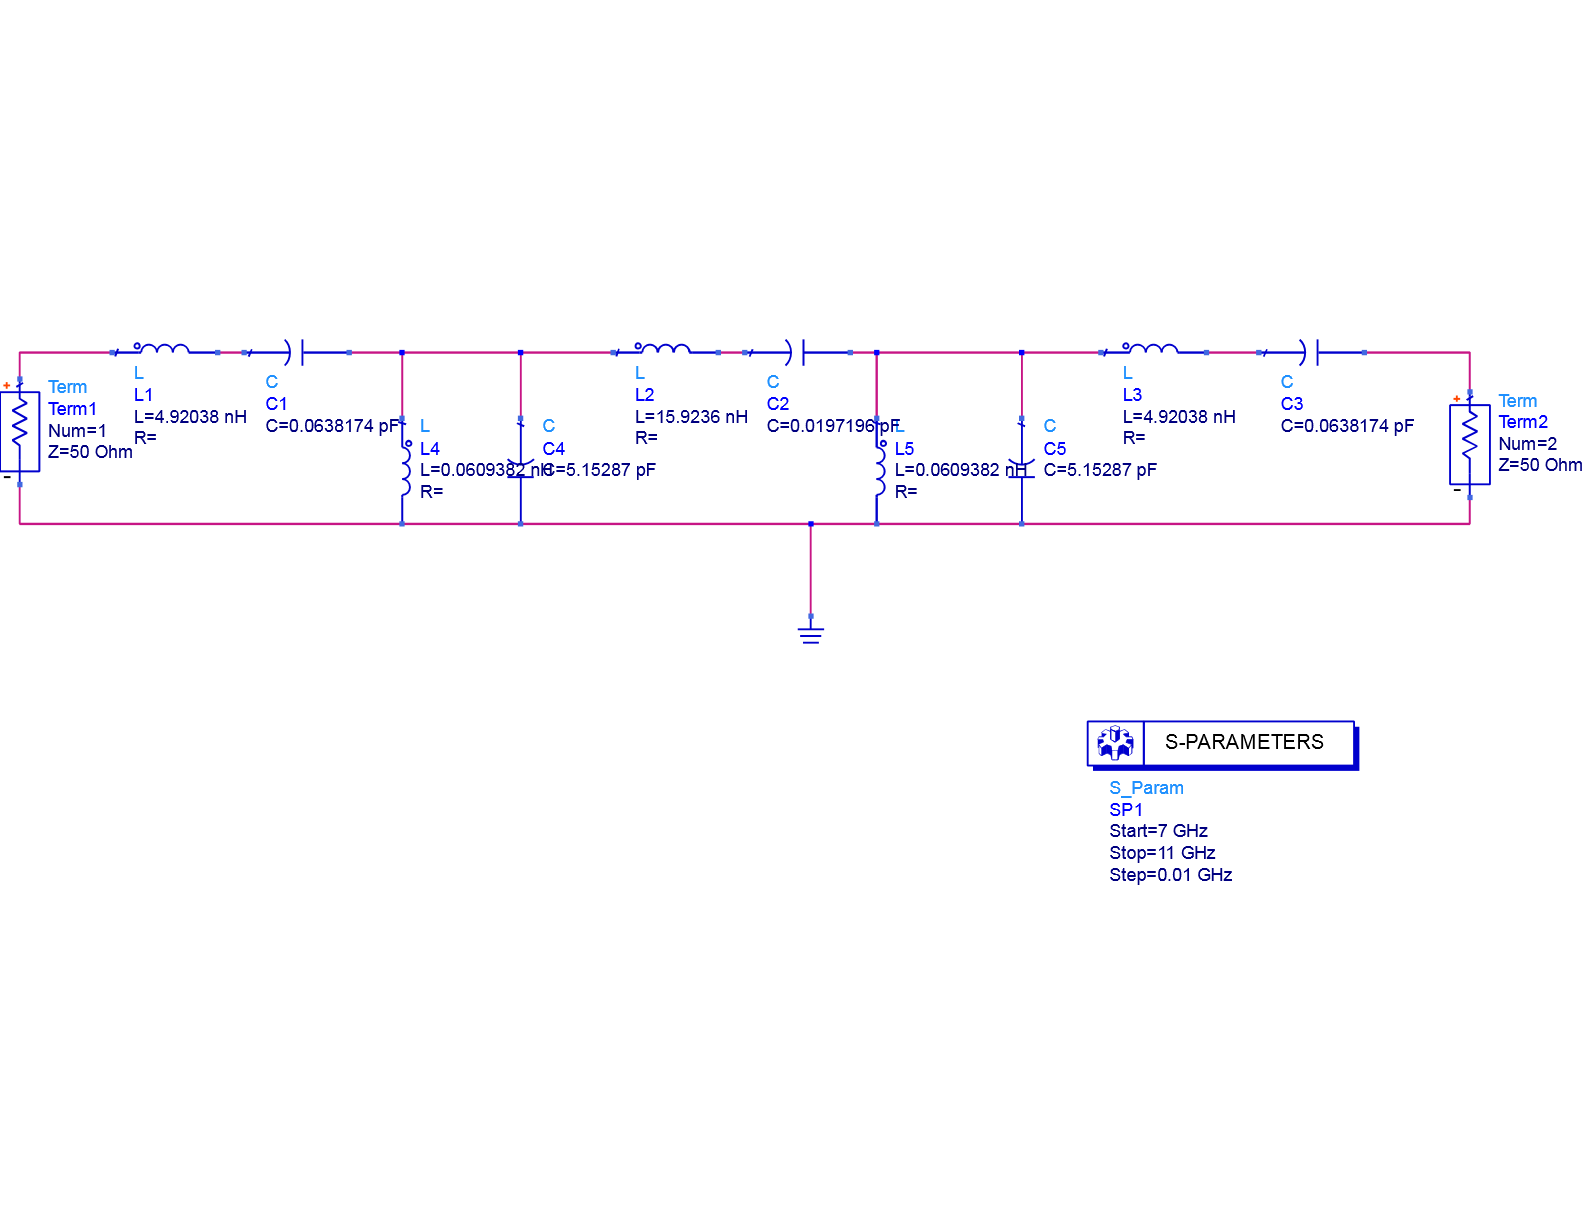 L
L1
L=4.92038 nH
R=
C
C1
C=0.0638174 pF
L
L2
L=15.9236 nH
R=
C
C2
C=0.0197196 pF
L
L3
L=4.92038 nH
R=
C
C3
C=0.0638174 pF
+
Term
Term1
Num=1
Z=50 Ohm
-
L
L4
L=0.0609382 nH
R=
C
C4
C=5.15287 pF
L
L5
L=0.0609382 nH
R=
C
C5
C=5.15287 pF
+
Term
Term2
Num=2
Z=50 Ohm
-
S-PARAMETERS
S_Param
SP1
Start=7 GHz
Stop=11 GHz
Step=0.01 GHz